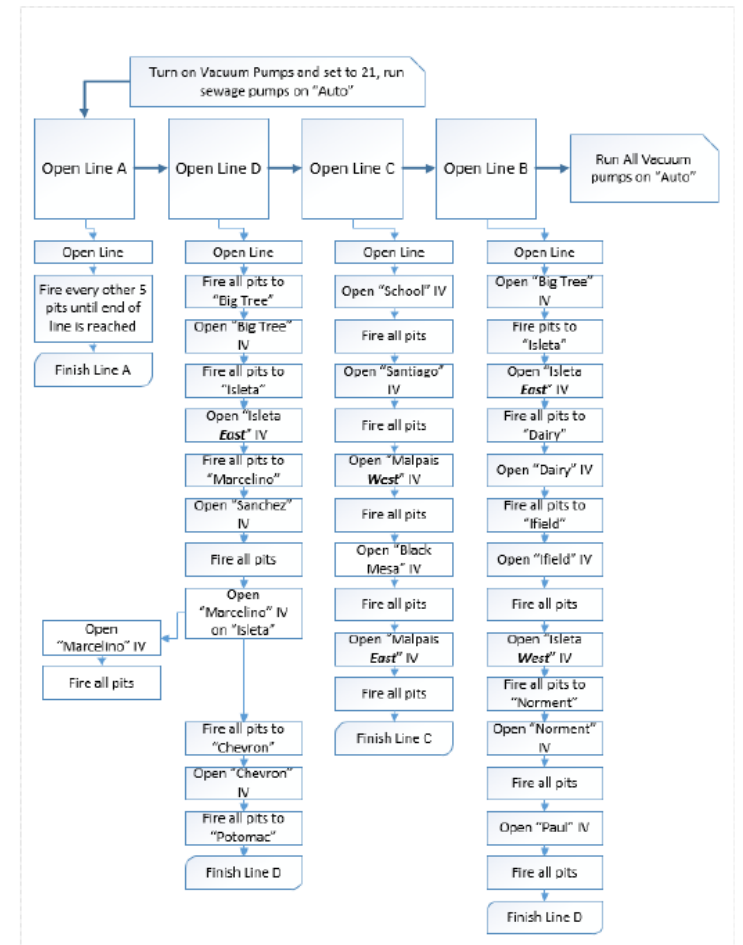 Turn on Vacuum Pumps and set to 21, run
sewage pumps on "Auto"
Open Line A
Open Line D
Open Line C
Open Line B
Run All Vacuum
pumps on "Auto"
Open Line
Fire every other 5
pits until end of
line is reached
Finish Line A
Open Line
Fire all pits to
"Big Tree"
Open "Big Tree"
IV
Fire all pits to
"Isleta"
Open "Isleta
East" IV
Fire all pits to
"Marcelino"
Open "Sanchez"
IV
Fire all pits
Open
"Marcelino" IV
on "Isleta"
Open
"Marcelino" IV
Fire all pits
Fire all pits to
"Chevron"
Open "Chevron"
IV
Fire all pits to
"Potomac"
Finish Line D
Open Line
Open "School" IV
Fire all pits
Open "Santiago"
IV
Fire all pits
Open "Malpais
West" IV
Fire all pits
Open "Black
Mesa" IV
Fire all pits
Open "Malpais
East" IV
Fire all pits
Finish Line C
Open Line
Open "Big Tree"
IV
Fire pits to
"Isleta"
Open "Isleta
East" IV
Fire all pits to
"Dairy"
Open "Dairy" IV
Fire all pits to
"Ifield"
Open "Ifield" IV
Fire all pits
Open "Isleta
West" IV
Fire all pits to
"Norment"
Open "Norment"
IV
Fire all pits
Open "Paul" IV
Fire all pits
Finish Line D